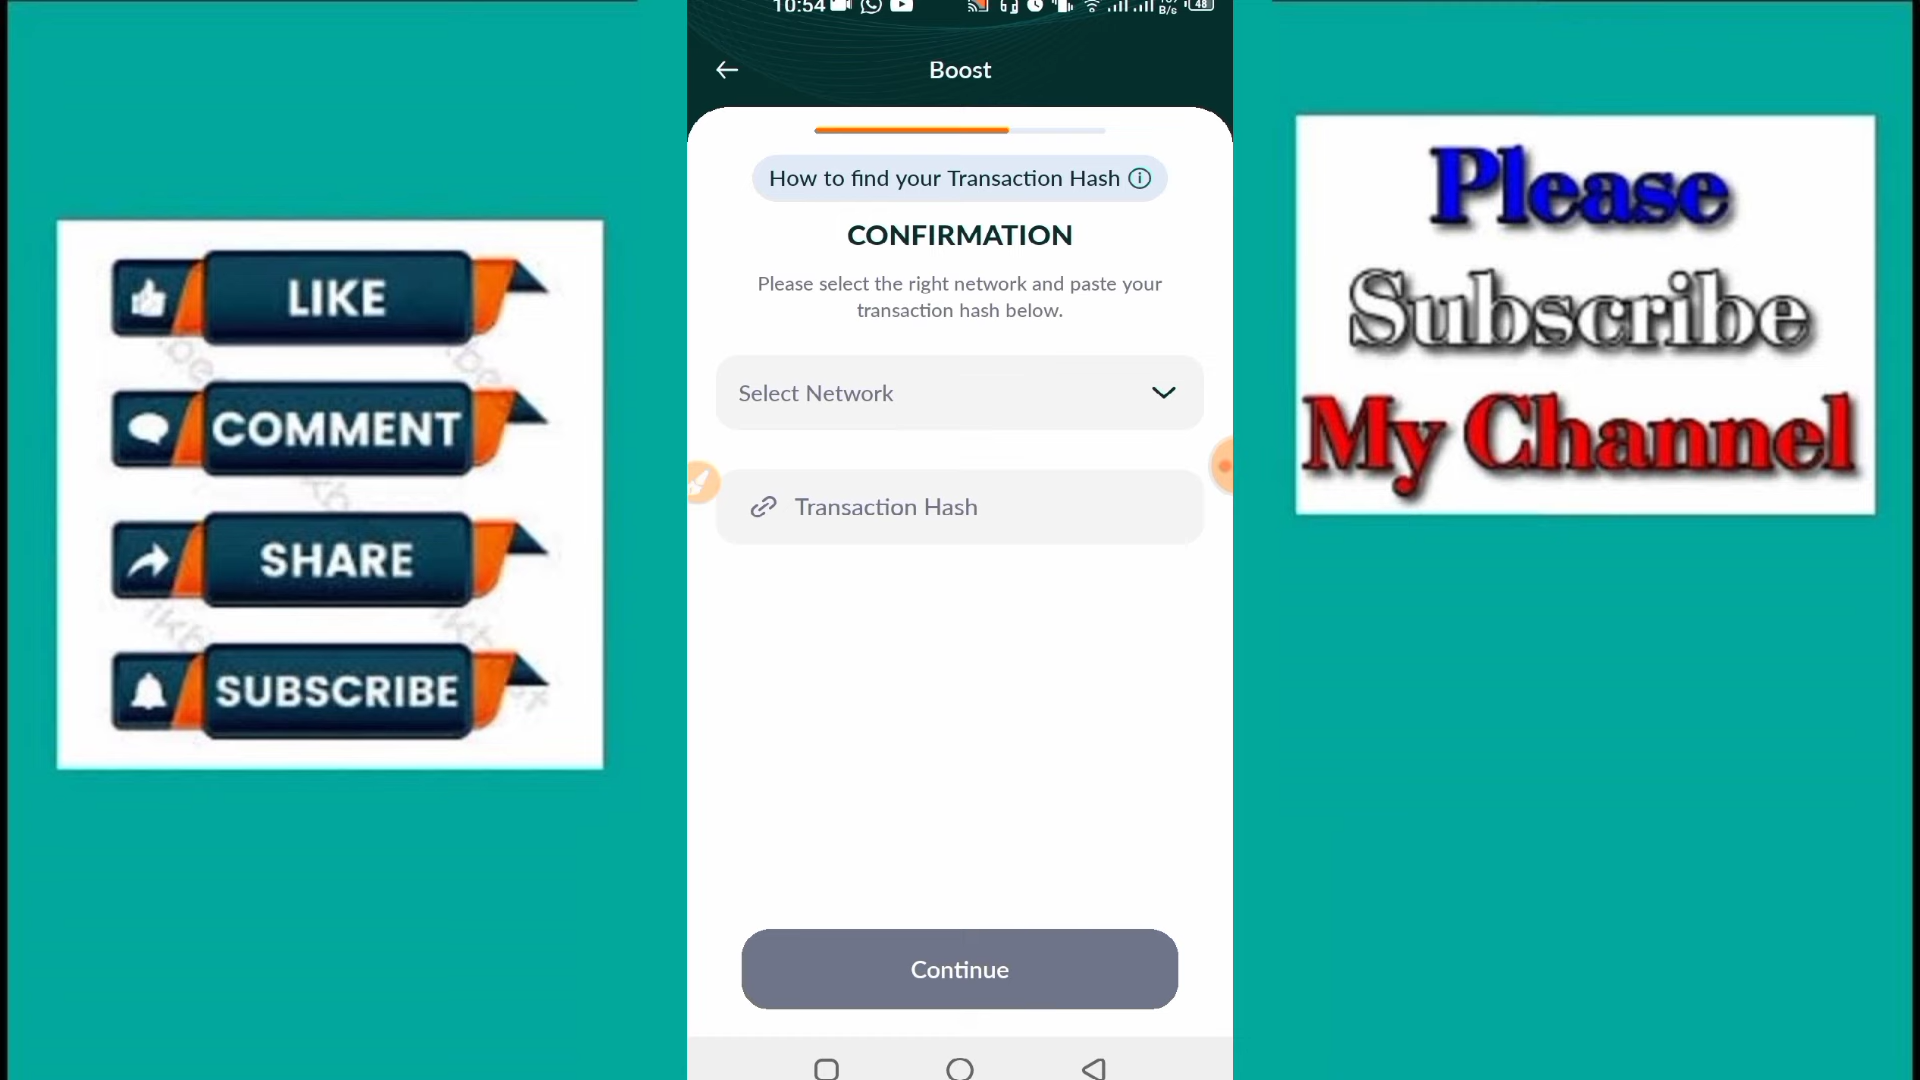 10:54
B/s
48
Boost
How to find your Transaction Hash
CONFIRMATION
Please select the right network and paste your
transaction hash below.
Select Network
Transaction Hash
Continue
LIKE
COMMENT
SHARE
SUBSCRIBE
Please
Subscribe
My Channel